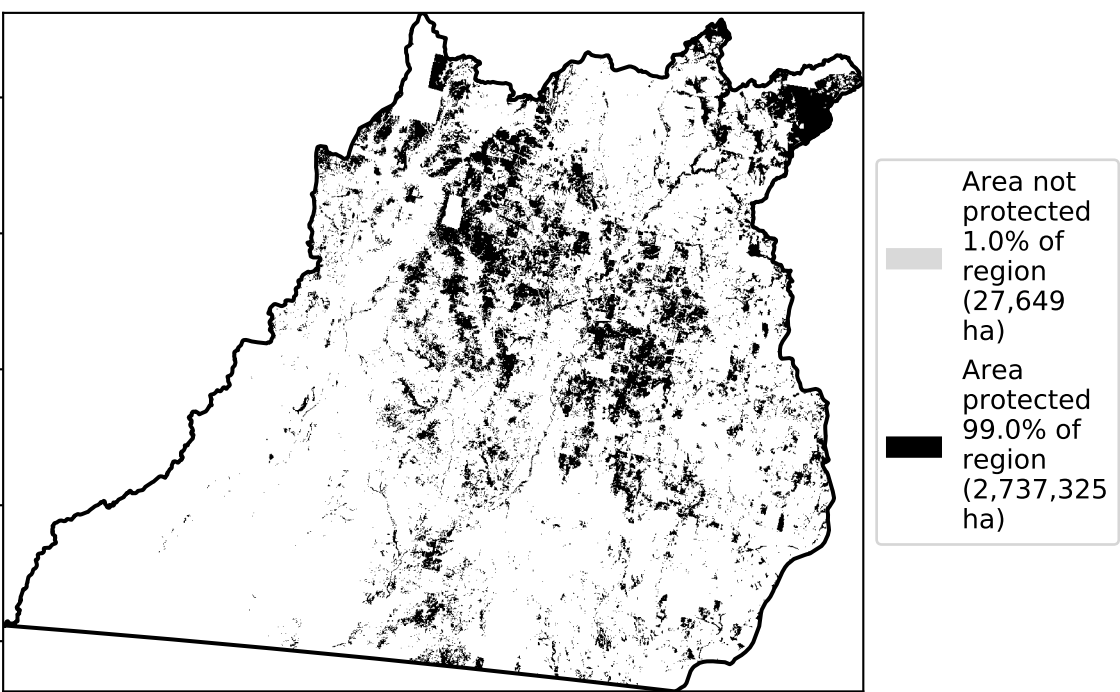 Area not
protected
1.0% of
region
(27,649
ha)
Area
protected
99.0% of
region
(2,737,325
ha)